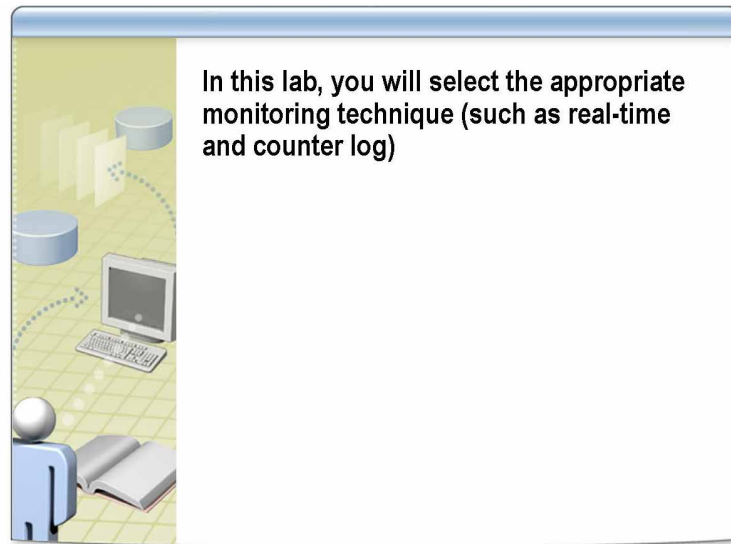 In this lab, you will select the appropriate
monitoring technique (such as real-time
and counter log)